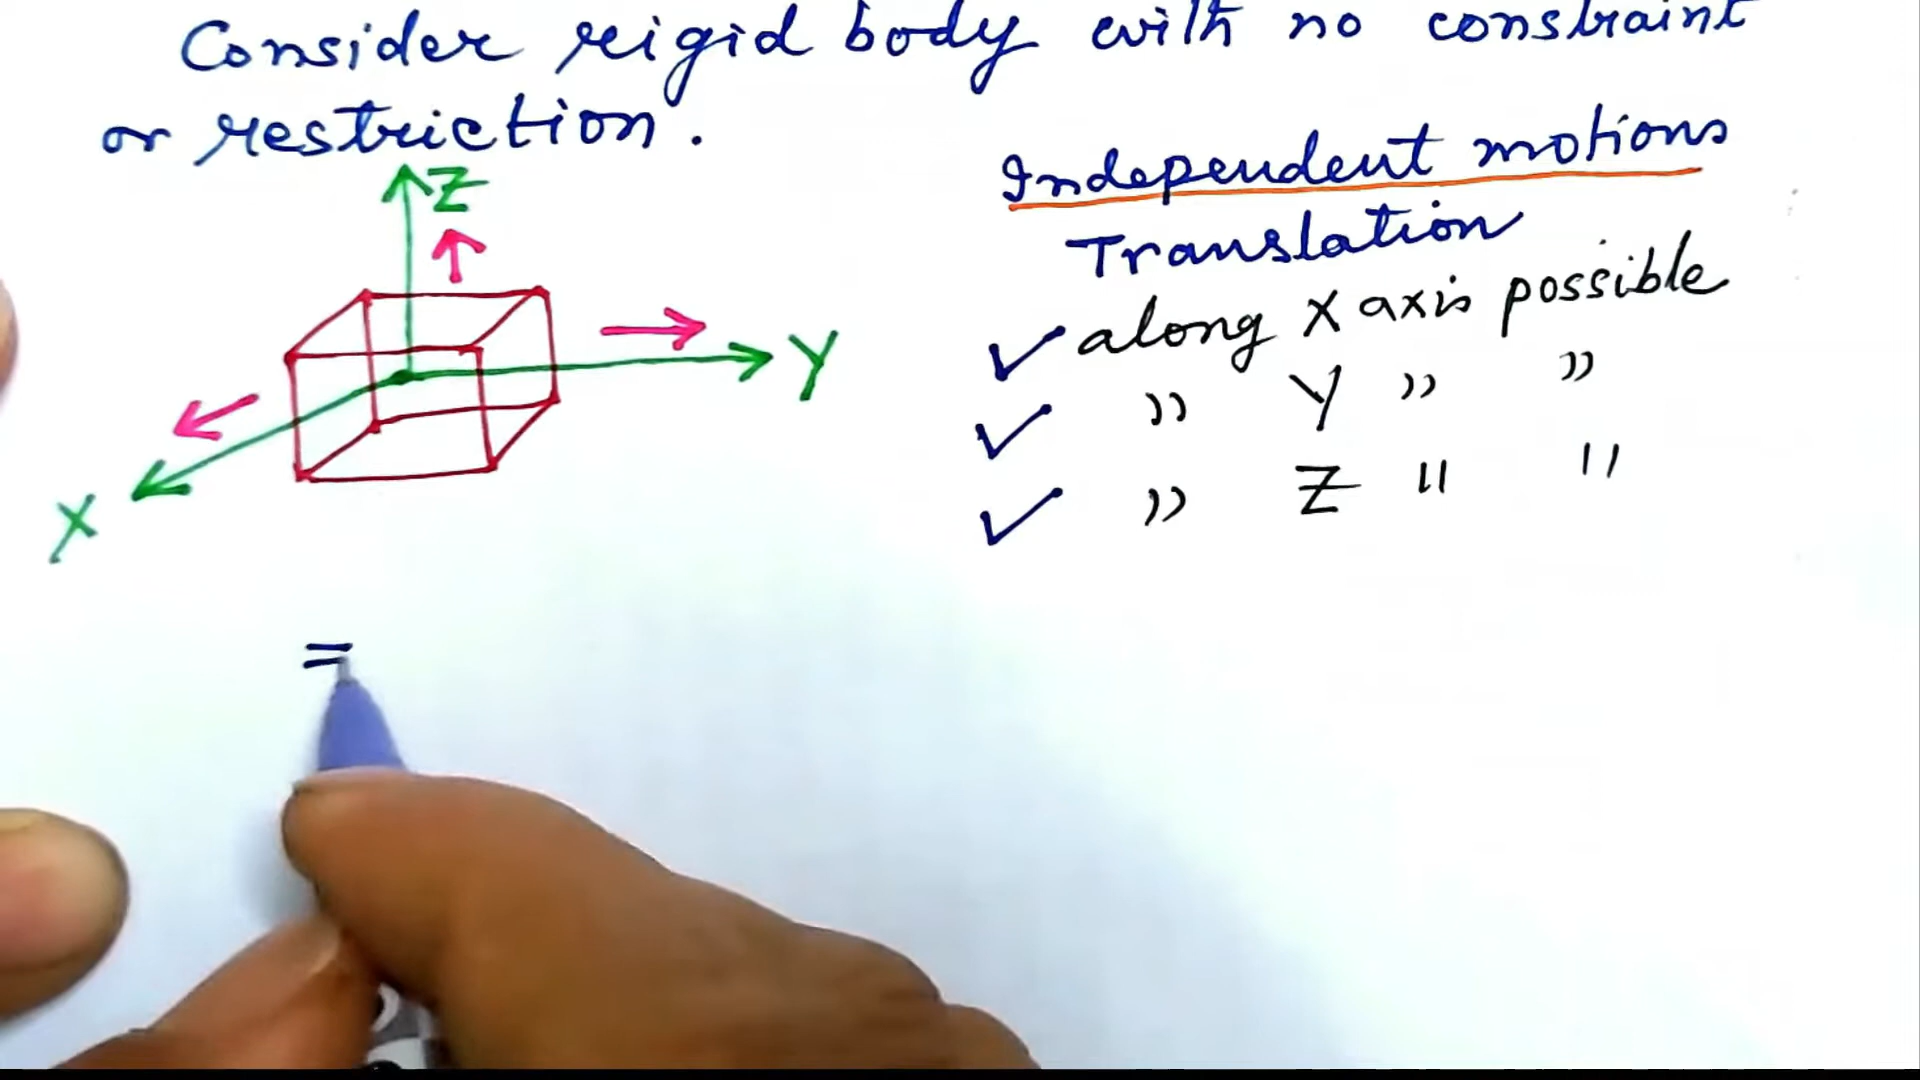 Consider rigid body with no constraint
or restriction.
Z
Y
X
Independent motions
Translation
along X axis possible
" Y " "
" Z " "
=